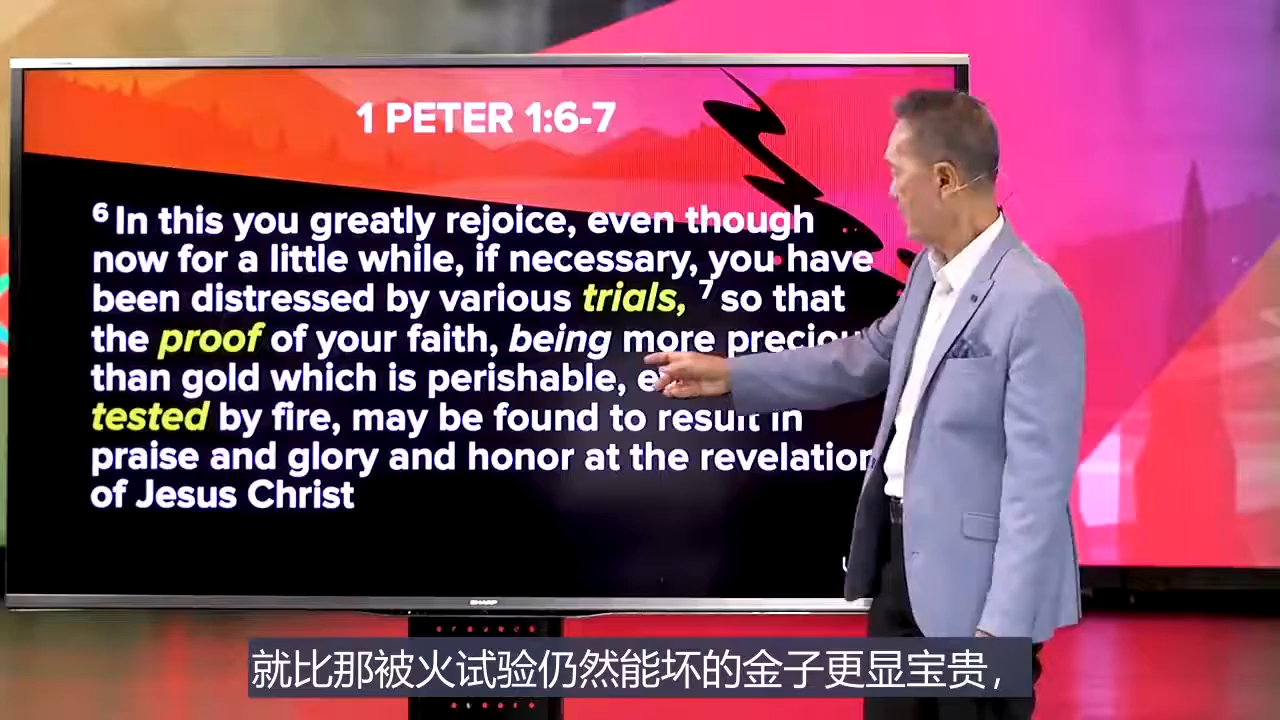 1 PETER 1:6-7
6 In this you greatly rejoice, even though
now for a little while, if necessary, you have
been distressed by various trials, 7 so that
the proof of your faith, being more
than gold which is perishable,
tested by fire, may be found to result in
praise and glory and honor at the revelation
of Jesus Christ
SHARP
就比那被火试验仍然能坏的金子更显宝贵，